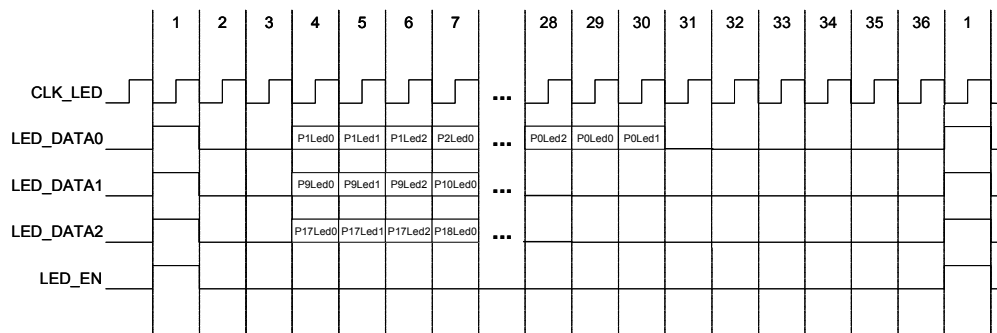 1 2 3 4 5 6 7 28 29 30 31 32 33 34 35 36 1
CLK_LED ...
LED_DATA0 P1Led0 P1Led1 P1Led2 P2Led0 ... P0Led2 P0Led0 P0Led1
LED_DATA1 P9Led0 P9Led1 P9Led2 P10Led0 ...
LED_DATA2 P17Led0 P17Led1 P17Led2 P18Led0 ...
LED_EN